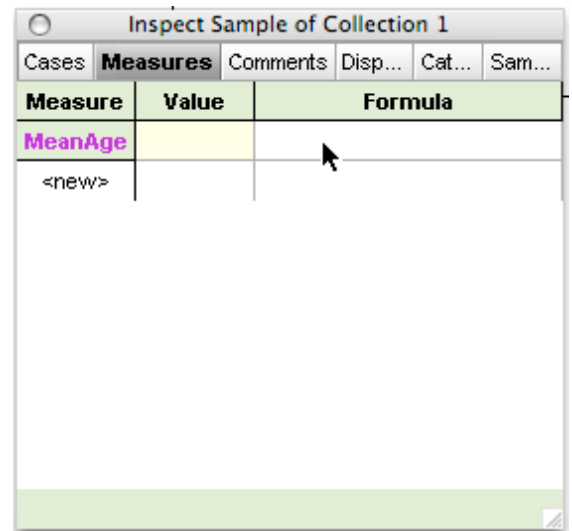 Inspect Sample of Collection 1
Cases Measures Comments Disp... Cat... Sam...
Measure Value Formula
MeanAge
<new>